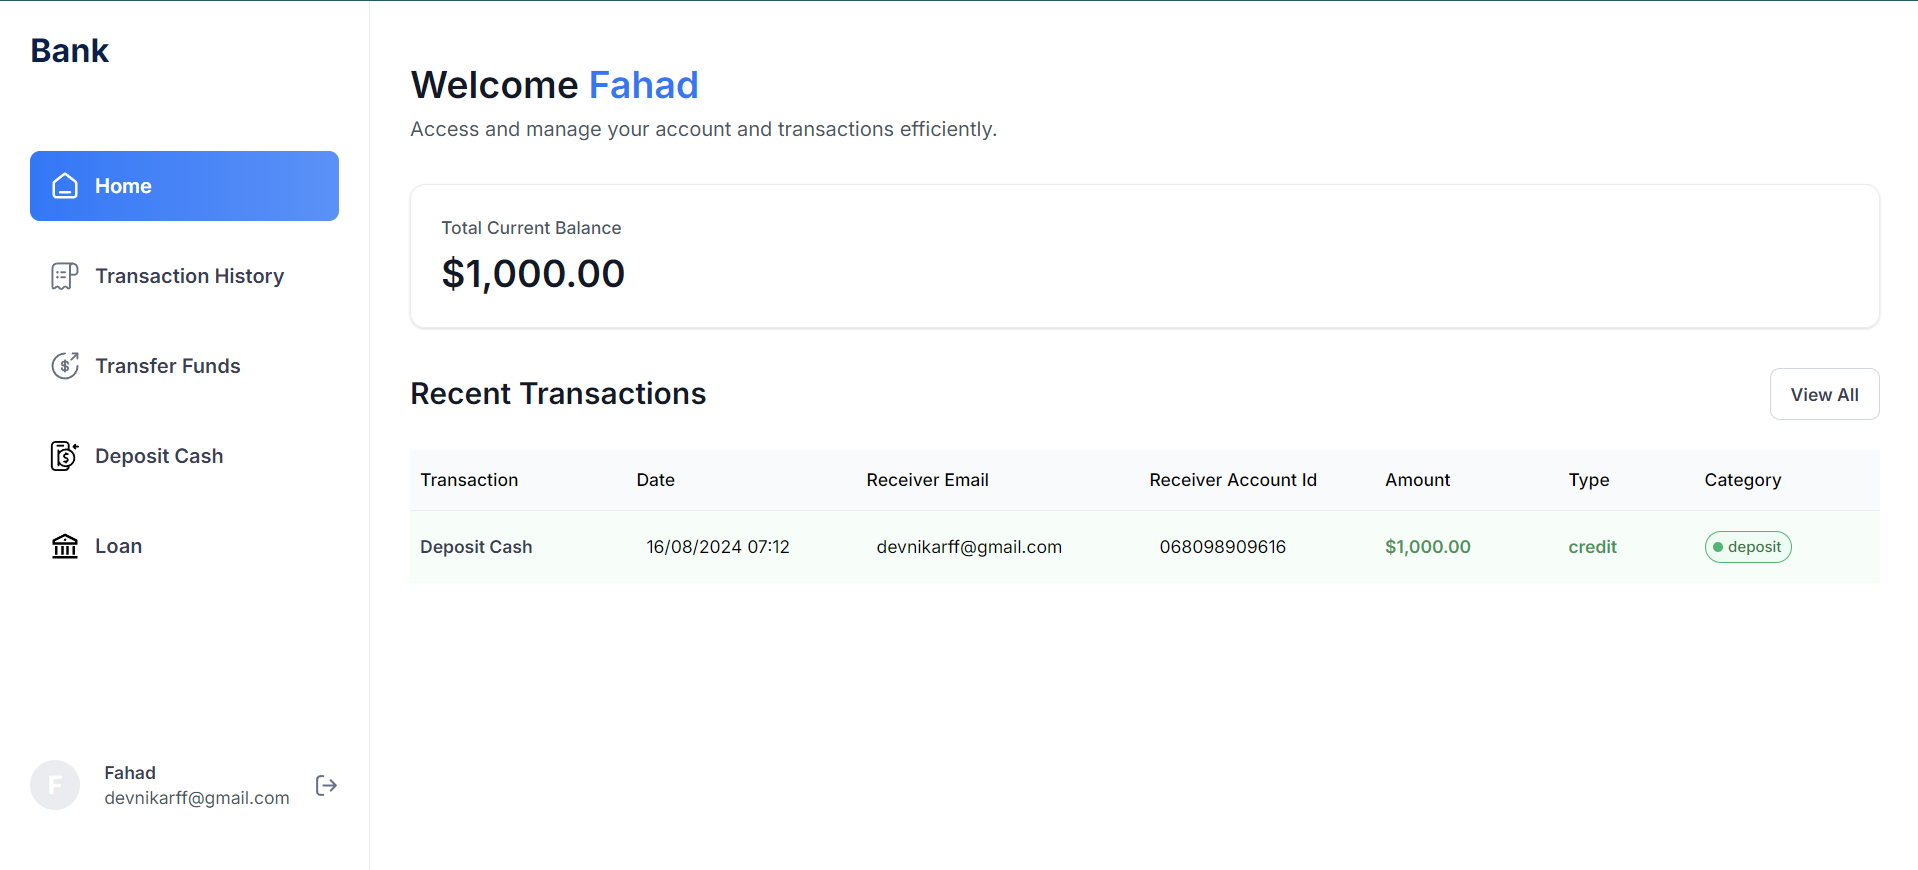 Bank
Home
Transaction History
Transfer Funds
Deposit Cash
Loan
F
Fahad
devnikarff@gmail.com
Welcome Fahad
Access and manage your account and transactions efficiently.
Total Current Balance
$1,000.00
Recent Transactions
View All
Transaction Date Receiver Email Receiver Account Id Amount Type Category
Deposit Cash 16/08/2024 07:12 devnikarff@gmail.com 068098909616 $1,000.00 credit deposit